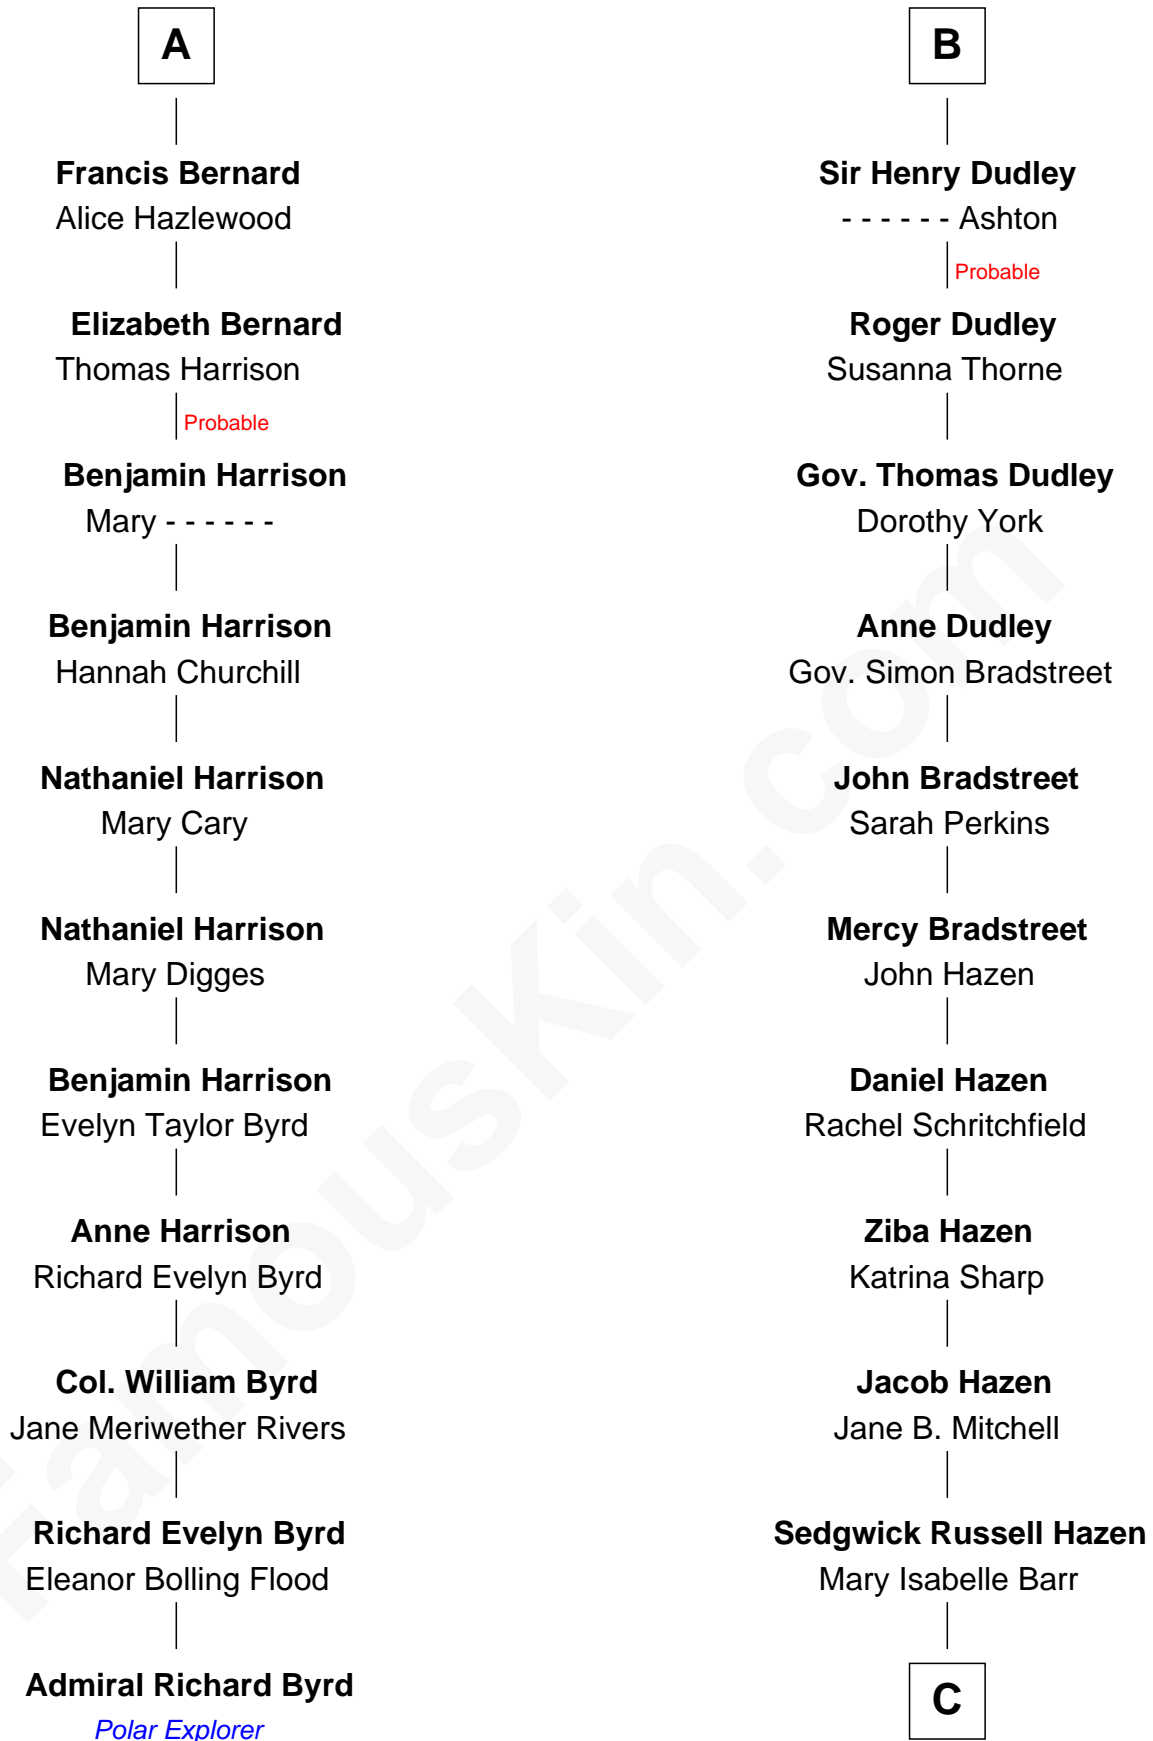 A
Francis Bernard
Alice Hazlewood
Elizabeth Bernard
Thomas Harrison
Probable
Benjamin Harrison
Mary - - - - - -
Benjamin Harrison
Hannah Churchill
Nathaniel Harrison
Mary Cary
Nathaniel Harrison
Mary Digges
Benjamin Harrison
Evelyn Taylor Byrd
Anne Harrison
Richard Evelyn Byrd
Col. William Byrd
Jane Meriwether Rivers
Richard Evelyn Byrd
Eleanor Bolling Flood
Admiral Richard Byrd
Polar Explorer
B
Sir Henry Dudley
- - - - - - Ashton
Probable
Roger Dudley
Susanna Thorne
Gov. Thomas Dudley
Dorothy York
Anne Dudley
Gov. Simon Bradstreet
John Bradstreet
Sarah Perkins
Mercy Bradstreet
John Hazen
Daniel Hazen
Rachel Schritchfield
Ziba Hazen
Katrina Sharp
Jacob Hazen
Jane B. Mitchell
Sedgwick Russell Hazen
Mary Isabelle Barr
C
FamousKin.com